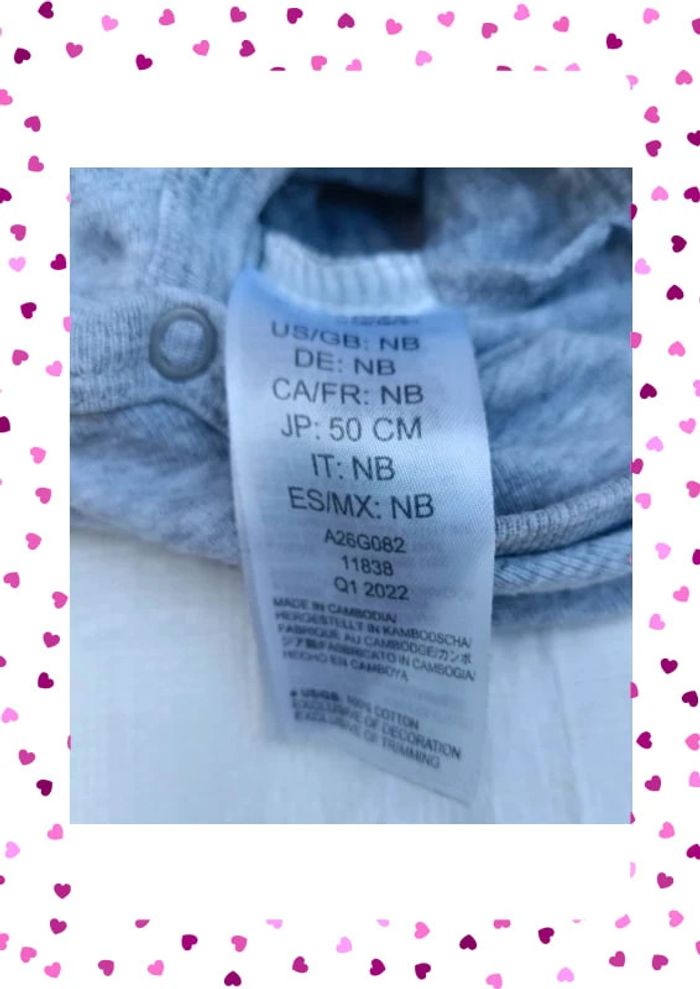 US/GB: NB
DE: NB
CA/FR: NB
JP: 50 CM
IT: NB
ES/MX: NB
A26G082
11838
Q1 2022
MADE IN CAMBODIA/
HERGESTELLT IN KAMBODSCHA/
FABRIQUE AU CAMBODGE/カンボ
ジア製/FABBRICATO IN CAMBOGIA/
HECHO EN CAMBOYA
● US/GB: 100% COTTON
EXCLUSIVE OF DECORATION
EXCLUSIVE OF TRIMMING